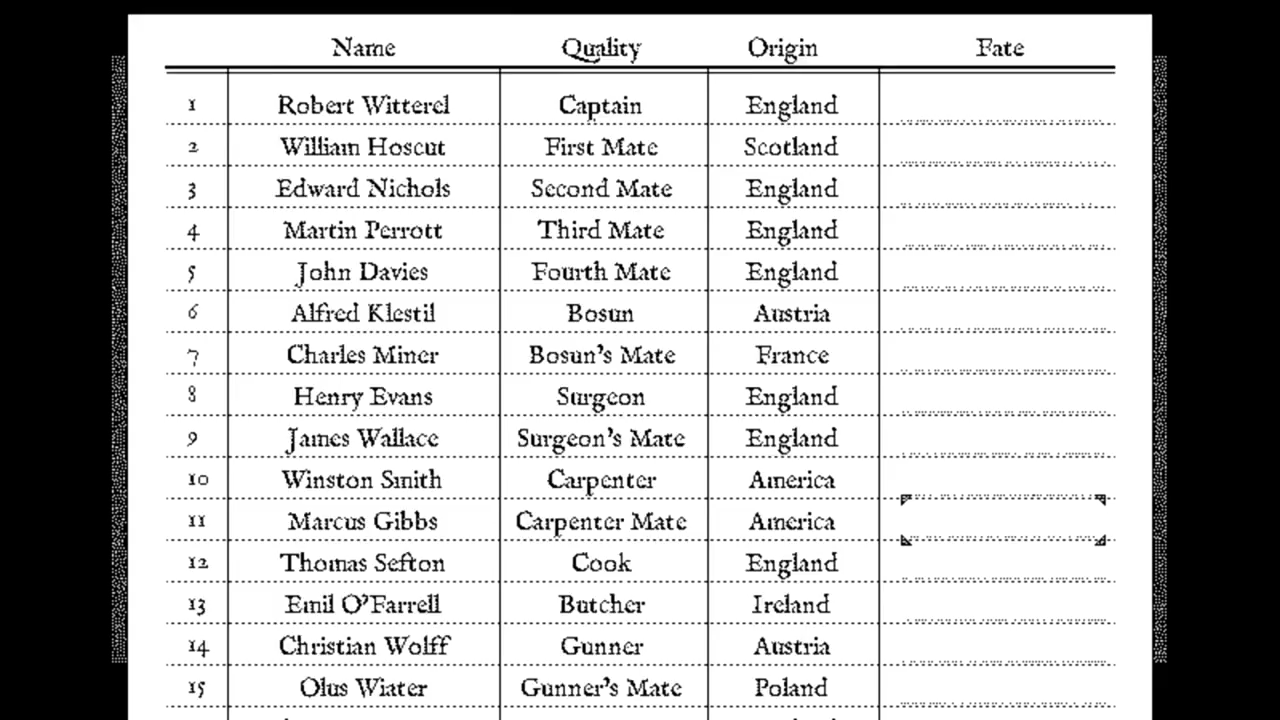 Name Quality Origin Fate
1 Robert Witterel Captain England
2 William Hoscut First Mate Scotland
3 Edward Nichols Second Mate England
4 Martin Perrott Third Mate England
5 John Davies Fourth Mate England
6 Alfred Klestil Bosun Austria
7 Charles Miner Bosun's Mate France
8 Henry Evans Surgeon England
9 James Wallace Surgeon's Mate England
10 Winston Smith Carpenter America
11 Marcus Gibbs Carpenter Mate America
12 Thomas Sefton Cook England
13 Emil O'Farrell Butcher Ireland
14 Christian Wolff Gunner Austria
15 Olus Wiater Gunner's Mate Poland